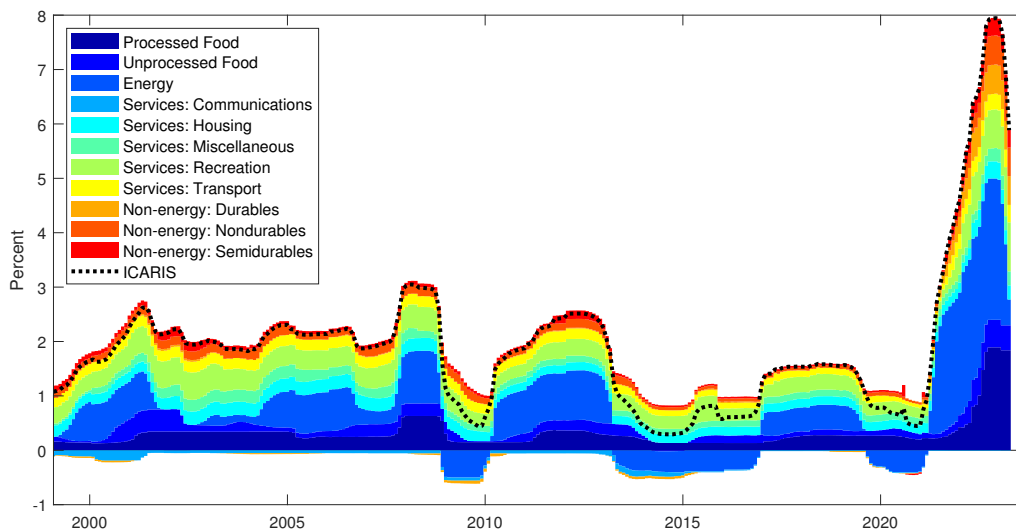 8
7
6
5
4
3
2
1
0
-1
Percent
Processed Food
Unprocessed Food
Energy
Services: Communications
Services: Housing
Services: Miscellaneous
Services: Recreation
Services: Transport
Non-energy: Durables
Non-energy: Nondurables
Non-energy: Semidurables
ICARIS
2000 2005 2010 2015 2020